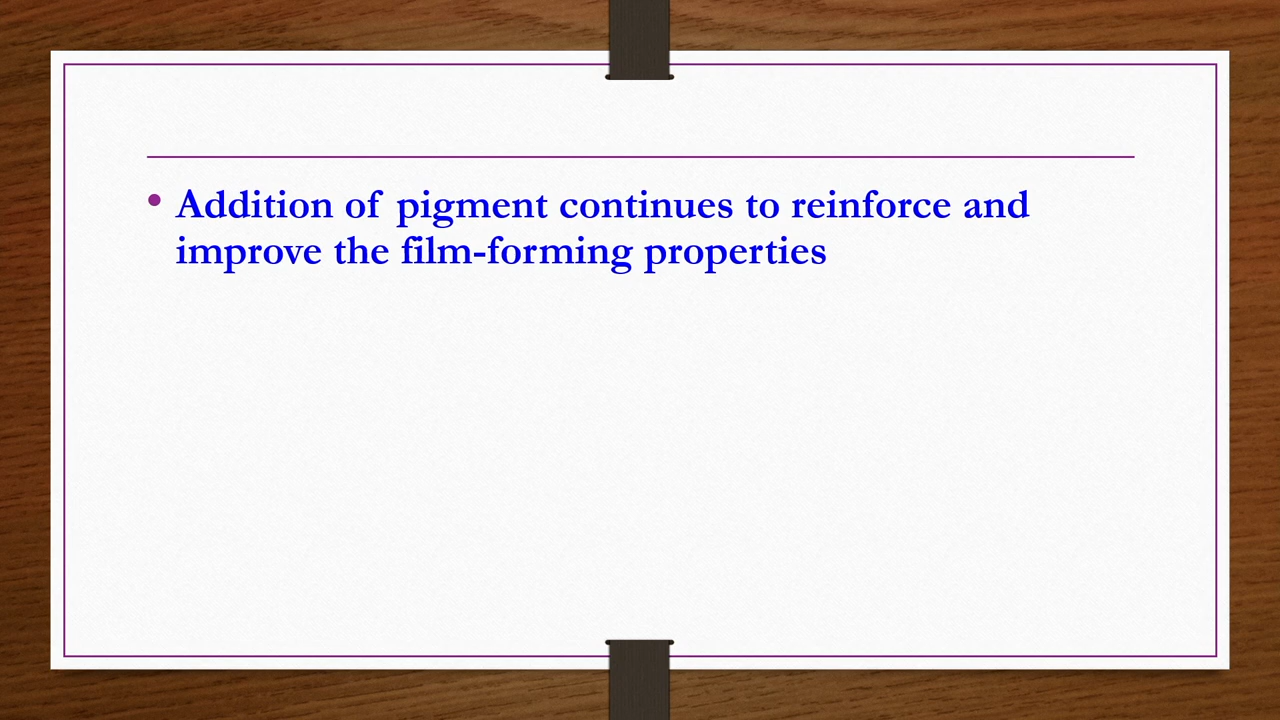 • Addition of pigment continues to reinforce and
improve the film-forming properties